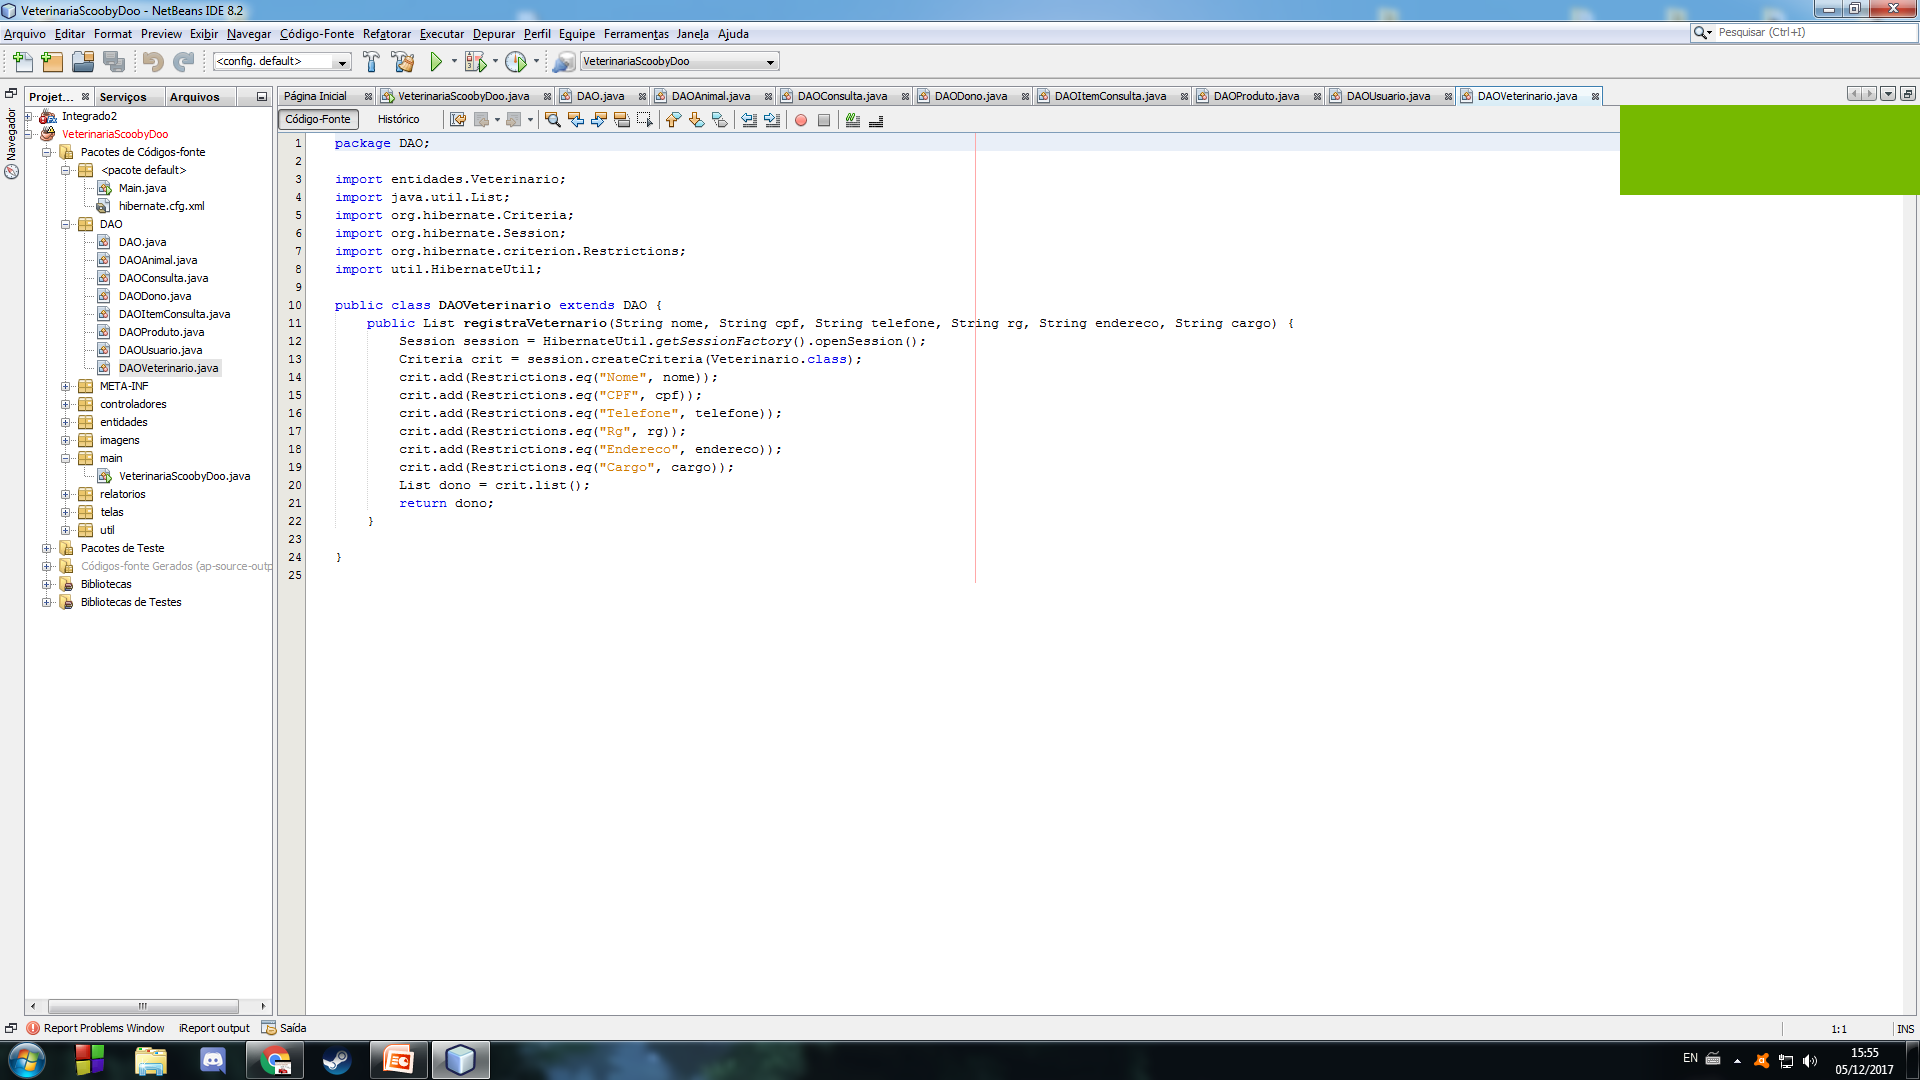 VeterinariaScoobyDoo - NetBeans IDE 8.2
Arquivo Editar Format Preview Exibir Navegar Código-Fonte Refatorar Executar Depurar Perfil Equipe Ferramentas Janela Ajuda
Pesquisar (Ctrl+I)
<config. default>
VeterinariaScoobyDoo
Projet... Serviços Arquivos
Página Inicial VeterinariaScoobyDoo.java DAO.java DAOAnimal.java DAOConsulta.java DAODono.java DAOItemConsulta.java DAOProduto.java DAOUsuario.java DAOVeterinario.java
Navegador
Código-Fonte Histórico
Integrado2
VeterinariaScoobyDoo
Pacotes de Códigos-fonte
<pacote default>
Main.java
hibernate.cfg.xml
DAO
DAO.java
DAOAnimal.java
DAOConsulta.java
DAODono.java
DAOItemConsulta.java
DAOProduto.java
DAOUsuario.java
DAOVeterinario.java
META-INF
controladores
entidades
imagens
main
VeterinariaScoobyDoo.java
relatorios
telas
util
Pacotes de Teste
Códigos-fonte Gerados (ap-source-outp
Bibliotecas
Bibliotecas de Testes
1 package DAO;
2
3 import entidades.Veterinario;
4 import java.util.List;
5 import org.hibernate.Criteria;
6 import org.hibernate.Session;
7 import org.hibernate.criterion.Restrictions;
8 import util.HibernateUtil;
9
10 public class DAOVeterinario extends DAO {
11 public List registraVeternario(String nome, String cpf, String telefone, String rg, String endereco, String cargo) {
12 Session session = HibernateUtil.getSessionFactory().openSession();
13 Criteria crit = session.createCriteria(Veterinario.class);
14 crit.add(Restrictions.eq("Nome", nome));
15 crit.add(Restrictions.eq("CPF", cpf));
16 crit.add(Restrictions.eq("Telefone", telefone));
17 crit.add(Restrictions.eq("Rg", rg));
18 crit.add(Restrictions.eq("Endereco", endereco));
19 crit.add(Restrictions.eq("Cargo", cargo));
20 List dono = crit.list();
21 return dono;
22 }
23
24 }
25
Report Problems Window iReport output Saída
1:1 INS
EN
15:55
05/12/2017